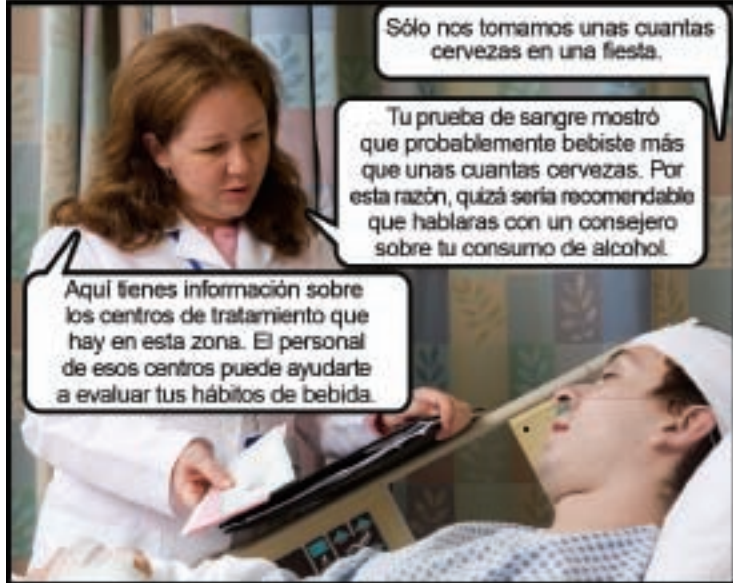 Sólo nos tomamos unas cuantas
cervezas en una fiesta.
Tu prueba de sangre mostró
que probablemente bebiste más
que unas cuantas cervezas. Por
esta razón, quizá sería recomendable
que hablaras con un consejero
sobre tu consumo de alcohol.
Aquí tienes información sobre
los centros de tratamiento que
hay en esta zona. El personal
de esos centros puede ayudarte
a evaluar tus hábitos de bebida.